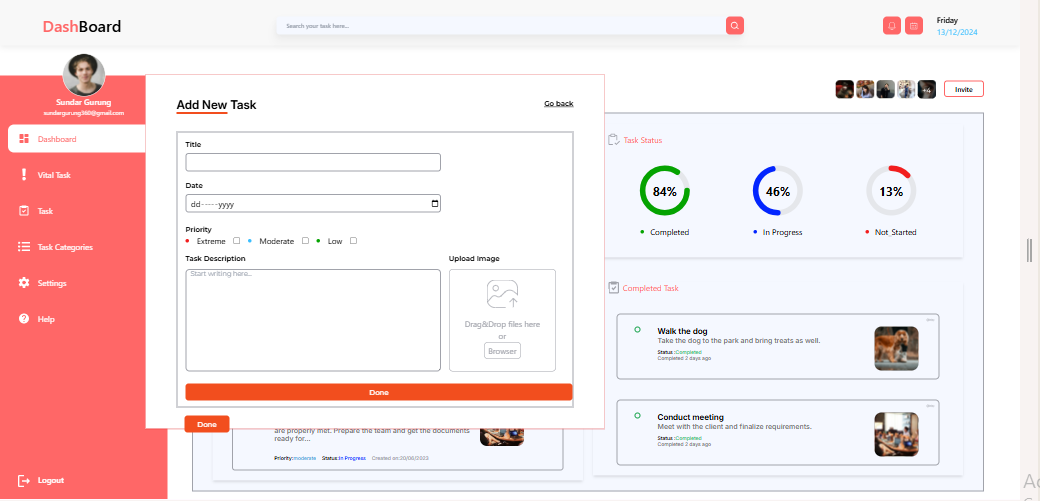 DashBoard
Search your task here...
Friday
13/12/2024
Sundar Gurung
sundargurung360@gmail.com
+4
Invite
Dashboard
Vital Task
Task
Task Categories
Settings
Help
Logout
Add New Task
Go back
Title
Date
dd-----yyyy
Priority
Extreme
Moderate
Low
Task Description
Start writing here...
Upload Image
Drag&Drop files here
or
Browser
Done
Done
are properly met. Prepare the team and get the documents
ready for...
Priority:moderate Status:In Progress Created on:20/06/2023
Task Status
84%
46%
13%
Completed
In Progress
Not_Started
Completed Task
Walk the dog
Take the dog to the park and bring treats as well.
Status :Completed
Completed 2 days ago
Conduct meeting
Meet with the client and finalize requirements.
Status :Completed
Completed 2 days ago